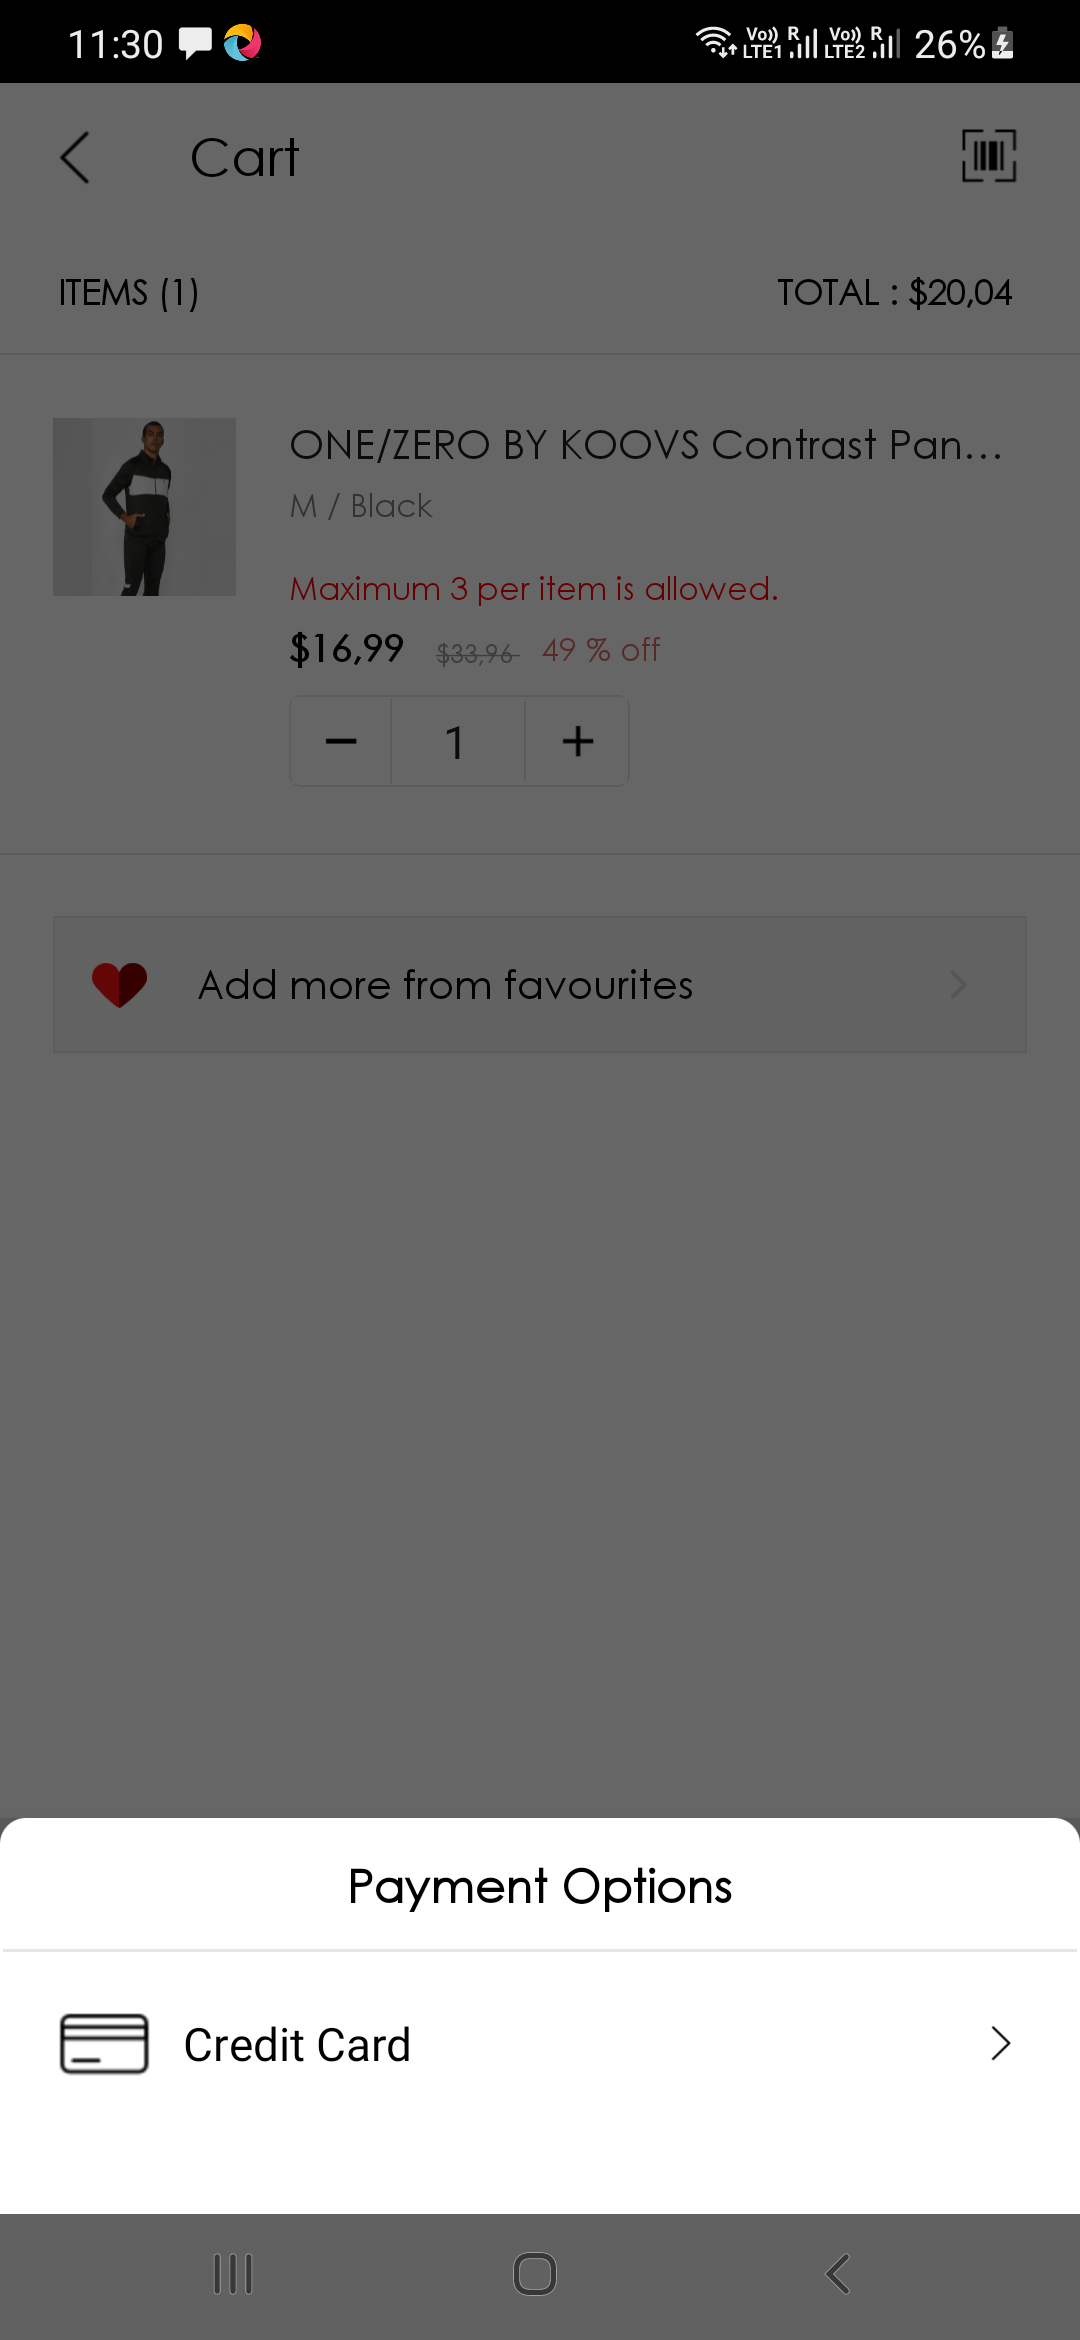 11:30
Vo)) R Vo)) R
LTE1 LTE2 26%
Cart
ITEMS (1) TOTAL : $20,04
ONE/ZERO BY KOOVS Contrast Pan...
M / Black
Maximum 3 per item is allowed.
$16,99 $33,96 49 % off
1
Add more from favourites
Payment Options
Credit Card